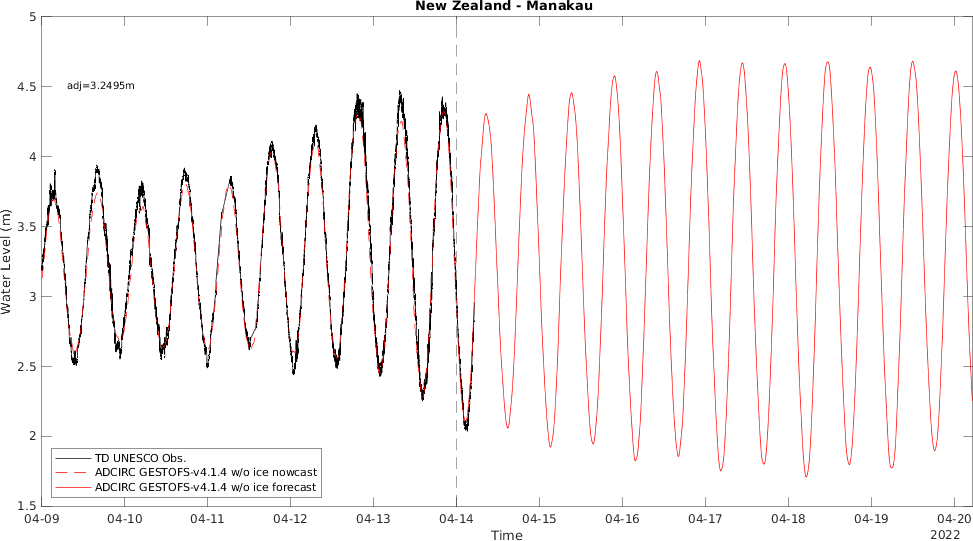 New Zealand - Manakau
5
4.5
4
3.5
3
2.5
2
1.5
Water Level (m)
adj=3.2495m
TD UNESCO Obs.
ADCIRC GESTOFS-v4.1.4 w/o ice nowcast
ADCIRC GESTOFS-v4.1.4 w/o ice forecast
04-09 04-10 04-11 04-12 04-13 04-14 04-15 04-16 04-17 04-18 04-19 04-20
Time
2022